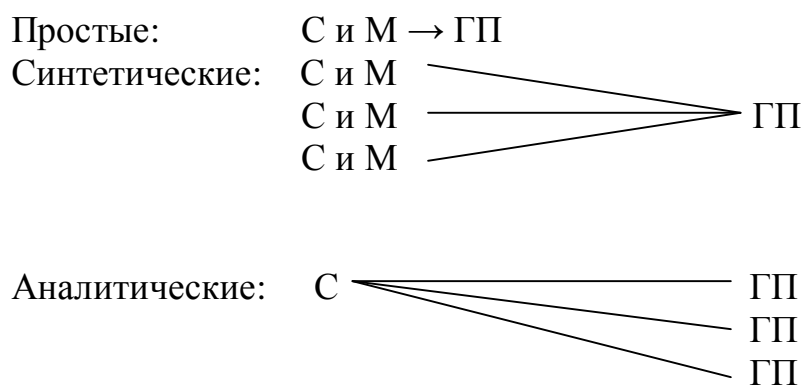 Простые: С и М → ГП
Синтетические: С и М
С и М ГП
С и М
Аналитические: С ГП
ГП
ГП